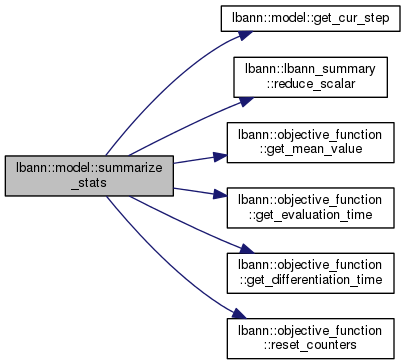 lbann::model::get_cur_step
lbann::lbann_summary
::reduce_scalar
lbann::objective_function
::get_mean_value
lbann::model::summarize
_stats
lbann::objective_function
::get_evaluation_time
lbann::objective_function
::get_differentiation_time
lbann::objective_function
::reset_counters